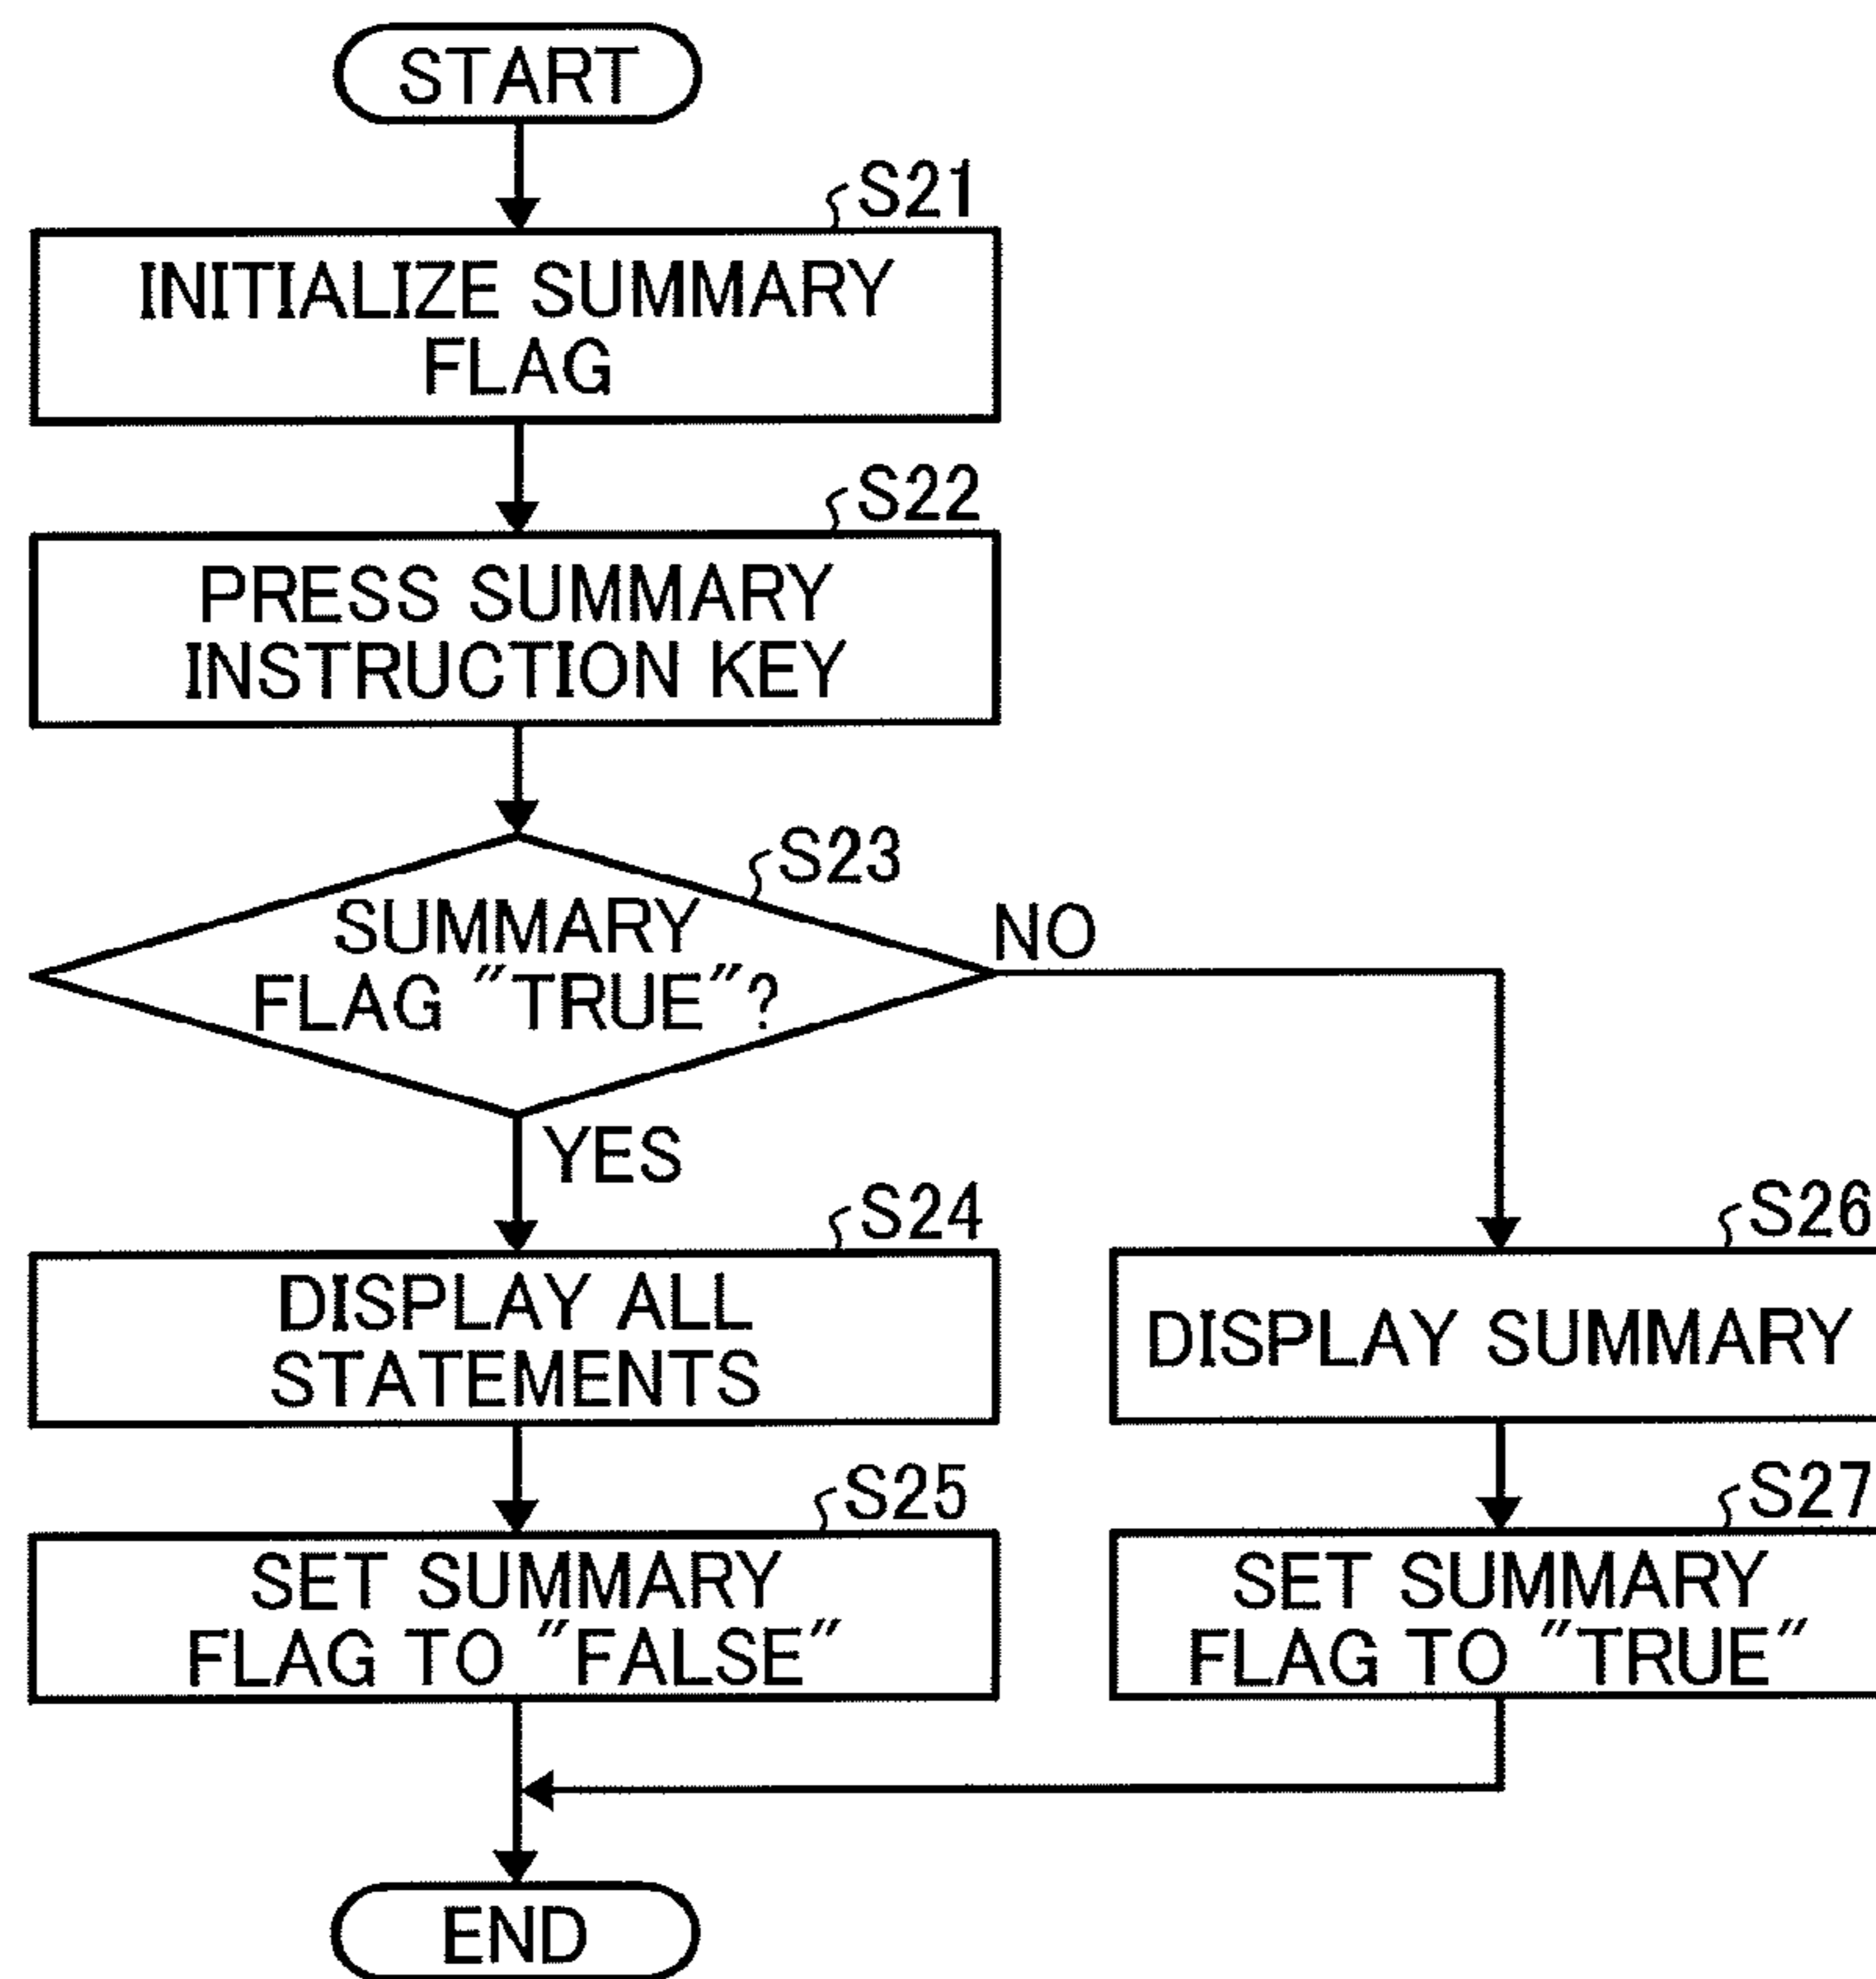 START
S21
INITIALIZE SUMMARY
FLAG
S22
PRESS SUMMARY
INSTRUCTION KEY
S23
SUMMARY
FLAG "TRUE"?
NO
YES
S24
DISPLAY ALL
STATEMENTS
S26
DISPLAY SUMMARY
S25
SET SUMMARY
FLAG TO "FALSE"
S27
SET SUMMARY
FLAG TO "TRUE"
END